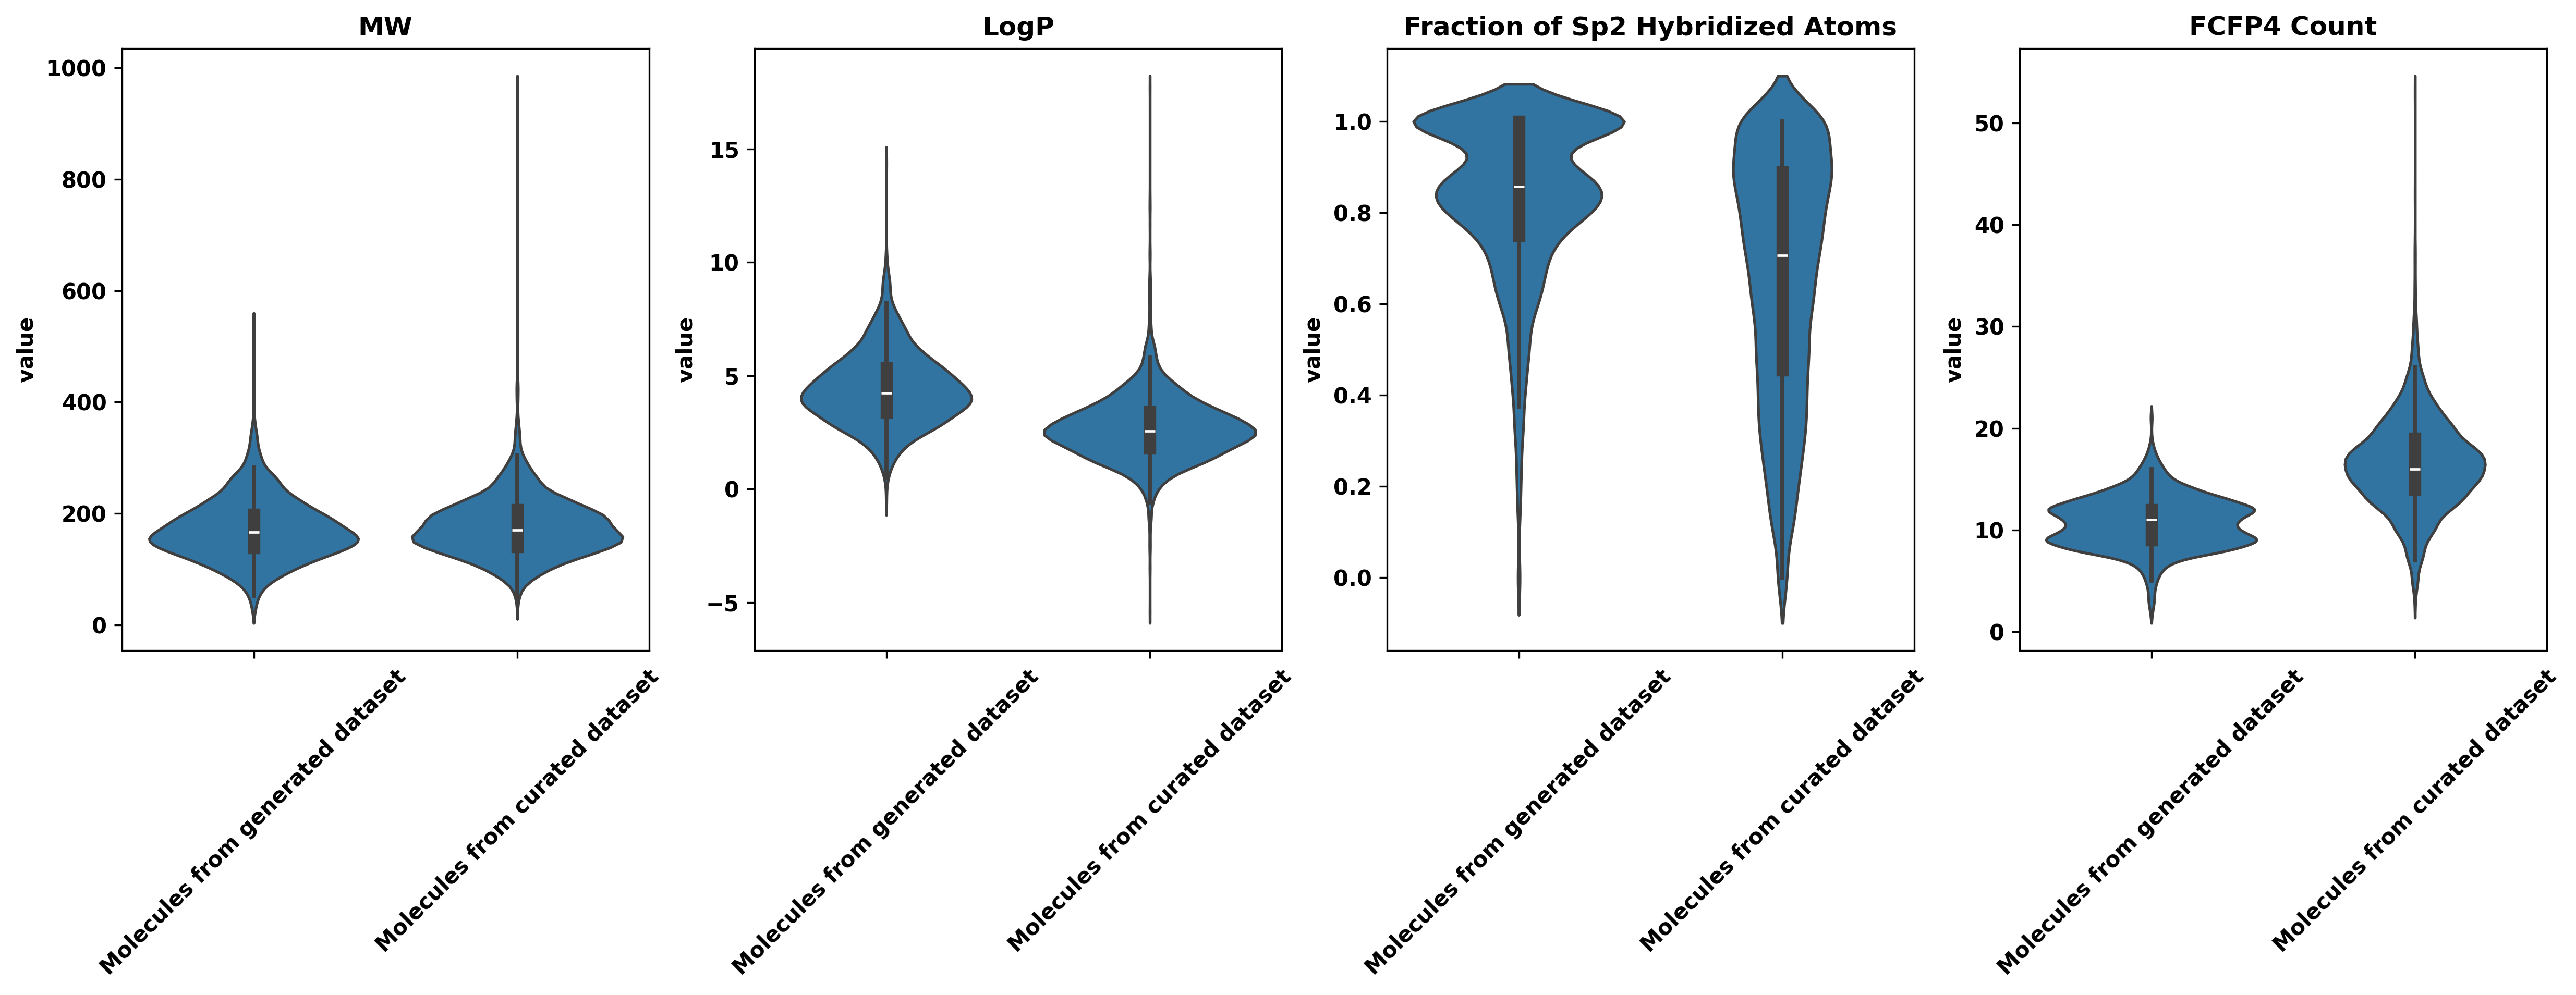 MW
1000
800
600
400
200
0
value
Molecules from generated dataset
Molecules from curated dataset
LogP
15
10
5
0
−5
value
Molecules from generated dataset
Molecules from curated dataset
Fraction of Sp2 Hybridized Atoms
1.0
0.8
0.6
0.4
0.2
0.0
value
Molecules from generated dataset
Molecules from curated dataset
FCFP4 Count
50
40
30
20
10
0
value
Molecules from generated dataset
Molecules from curated dataset